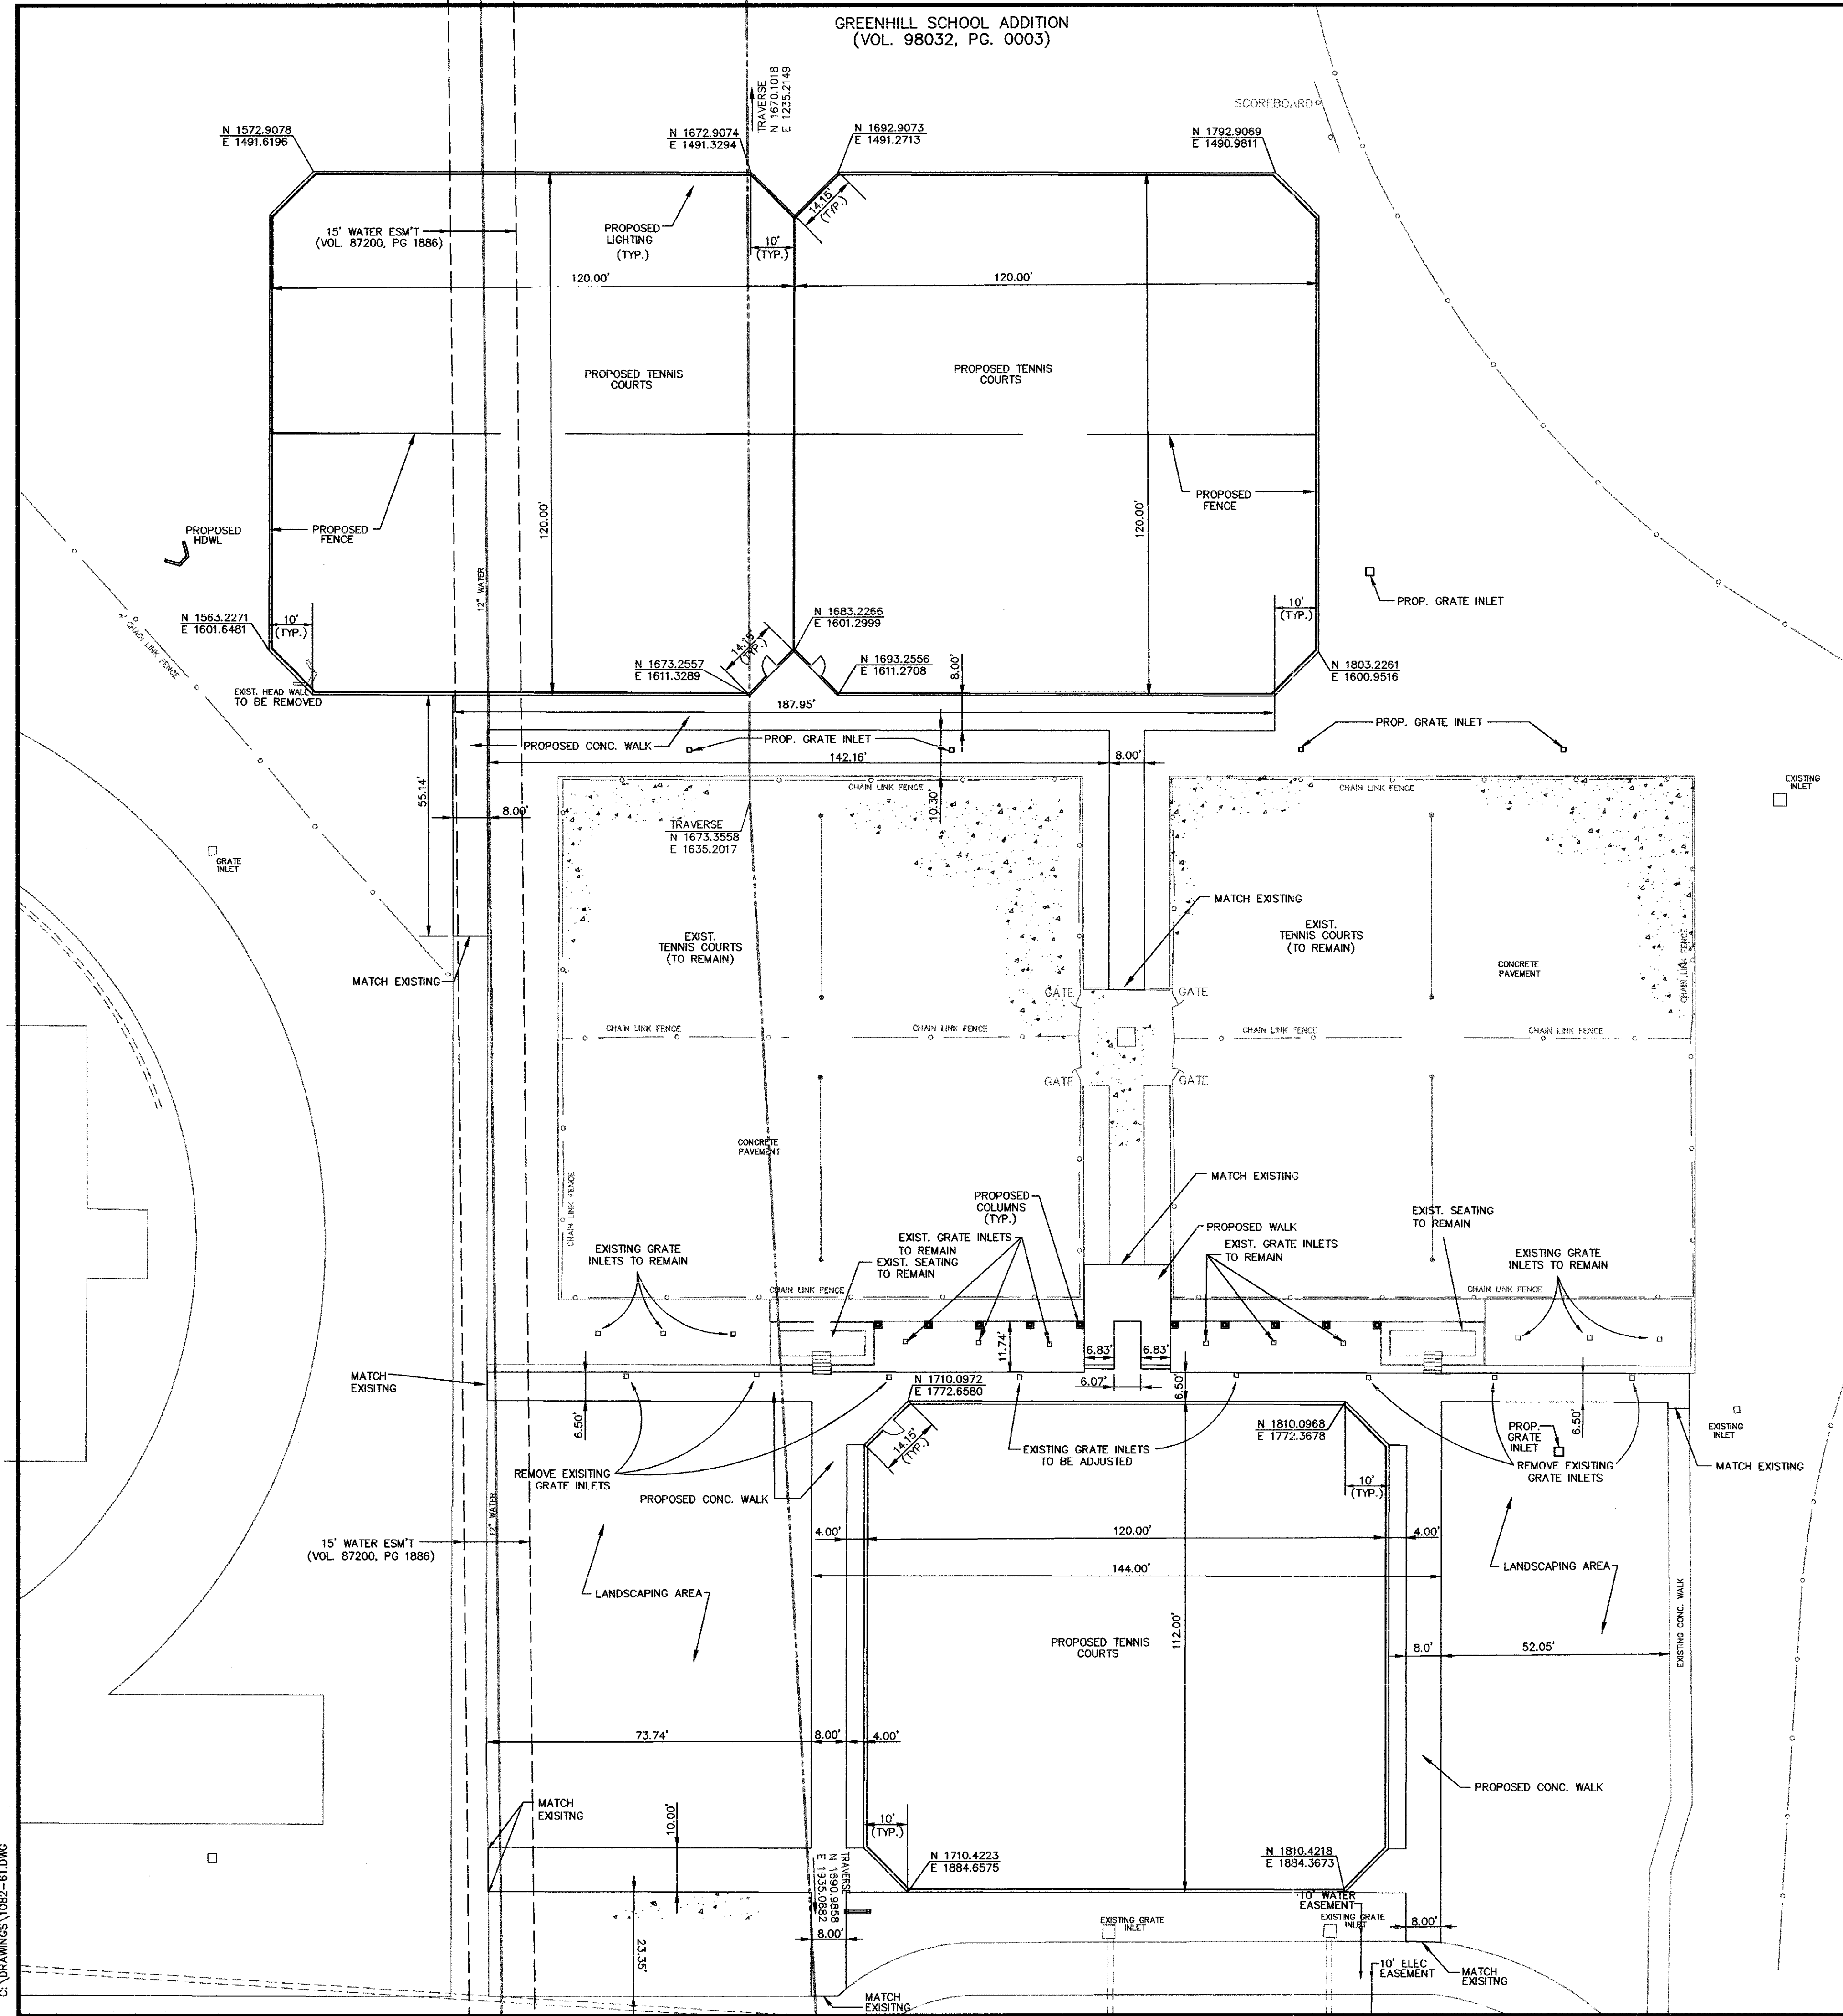 GREENHILL SCHOOL ADDITION
(VOL. 98032, PG. 0003)
TRAVERSE
N 1670.1018
E 1235.2149
SCOREBOARD
N 1572.9078
E 1491.6196
N 1672.9074
E 1491.3294
N 1692.9073
E 1491.2713
N 1792.9069
E 1490.9811
15' WATER ESM'T
(VOL. 87200, PG 1886)
PROPOSED
LIGHTING
(TYP.)
10'
(TYP.)
14.15'
(TYP.)
120.00'
120.00'
PROPOSED TENNIS
COURTS
PROPOSED TENNIS
COURTS
120.00'
120.00'
PROPOSED
HDWL
PROPOSED
FENCE
PROPOSED
FENCE
12" WATER
PROP. GRATE INLET
4' CHAIN LINK FENCE
N 1563.2271
E 1601.6481
10'
(TYP.)
N 1683.2266
E 1601.2999
10'
(TYP.)
14.15'
(TYP.)
N 1673.2557
E 1611.3289
N 1693.2556
E 1611.2708
8.00'
N 1803.2261
E 1600.9516
EXIST. HEAD WALL
TO BE REMOVED
187.95'
PROPOSED CONC. WALK
PROP. GRATE INLET
PROP. GRATE INLET
142.16'
8.00'
55.14'
8.00'
10.30'
CHAIN LINK FENCE
CHAIN LINK FENCE
EXISTING
INLET
TRAVERSE
N 1673.3558
E 1635.2017
GRATE
INLET
MATCH EXISTING
EXIST.
TENNIS COURTS
(TO REMAIN)
EXIST.
TENNIS COURTS
(TO REMAIN)
CONCRETE
PAVEMENT
CHAIN LINK FENCE
MATCH EXISTING
GATE
GATE
CHAIN LINK FENCE
CHAIN LINK FENCE
CHAIN LINK FENCE
CHAIN LINK FENCE
GATE
GATE
CONCRETE
PAVEMENT
CHAIN LINK FENCE
MATCH EXISTING
PROPOSED
COLUMNS
(TYP.)
EXIST. SEATING
TO REMAIN
PROPOSED WALK
EXIST. GRATE INLETS
TO REMAIN
EXIST. GRATE INLETS
TO REMAIN
EXISTING GRATE
INLETS TO REMAIN
EXIST. SEATING
TO REMAIN
EXISTING GRATE
INLETS TO REMAIN
CHAIN LINK FENCE
CHAIN LINK FENCE
11.74'
6.83'
6.83'
6.07'
6.50'
MATCH
EXISITNG
N 1710.0972
E 1772.6580
6.50'
14.15'
(TYP.)
EXISTING GRATE INLETS
TO BE ADJUSTED
N 1810.0968
E 1772.3678
PROP.
GRATE
INLET
6.50'
EXISTING
INLET
REMOVE EXISITING
GRATE INLETS
PROPOSED CONC. WALK
10'
(TYP.)
REMOVE EXISITING
GRATE INLETS
MATCH EXISTING
12" WATER
15' WATER ESM'T
(VOL. 87200, PG 1886)
4.00'
120.00'
4.00'
144.00'
LANDSCAPING AREA
LANDSCAPING AREA
EXISTING CONC. WALK
PROPOSED TENNIS
COURTS
112.00'
8.0'
52.05'
73.74'
8.00'
4.00'
PROPOSED CONC. WALK
MATCH
EXISITNG
10.00'
10'
(TYP.)
N 1710.4223
E 1884.6575
N 1810.4218
E 1884.3673
TRAVERSE
N 1690.9858
E 1935.0682
10' WATER
EASEMENT
EXISTING GRATE
INLET
EXISTING GRATE
INLET
8.00'
8.00'
23.35'
10' ELEC
EASEMENT
MATCH
EXISITNG
MATCH
EXISITNG
C:\DRAWINGS\1082-61.DWG